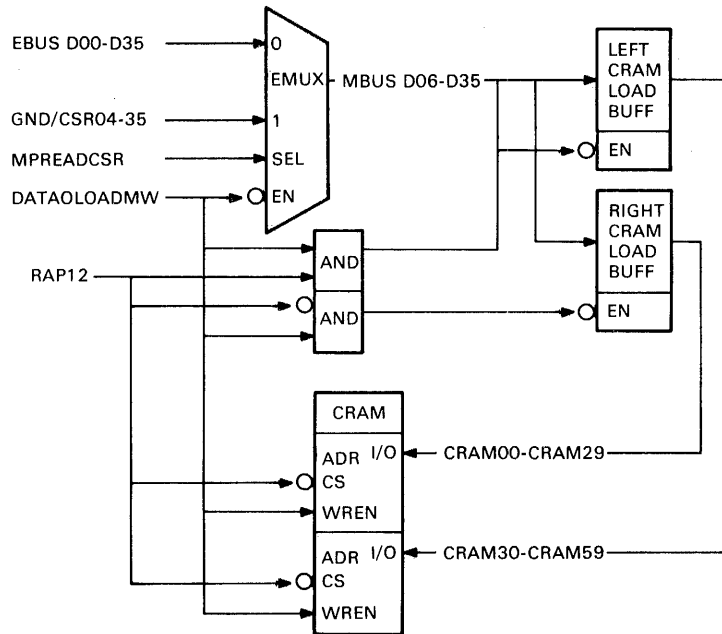 EBUS D00-D35
0
EMUX
MBUS D06-D35
LEFT
CRAM
LOAD
BUFF
EN
GND/CSR04-35
1
MPREADCSR
SEL
DATAOLOADMW
EN
RIGHT
CRAM
LOAD
BUFF
EN
RAP12
AND
AND
CRAM
I/O
ADR
CS
WREN
CRAM00-CRAM29
I/O
ADR
CS
WREN
CRAM30-CRAM59